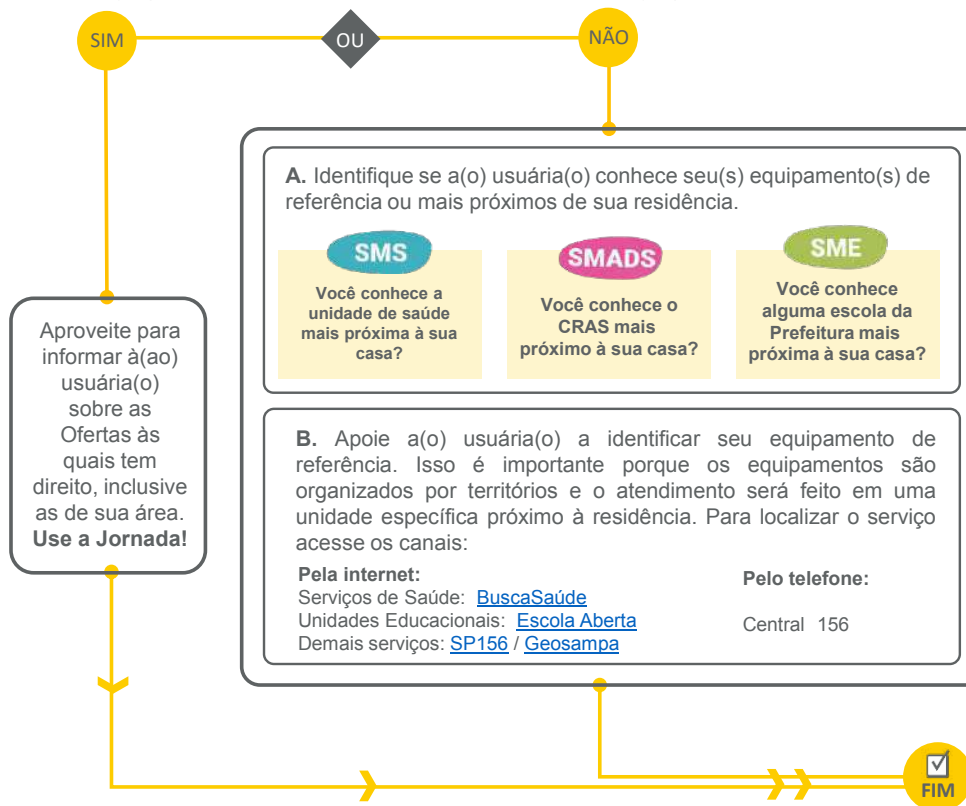 SIM
OU
NÃO
A. Identifique se a(o) usuária(o) conhece seu(s) equipamento(s) de
referência ou mais próximos de sua residência.
SMS
Você conhece a
unidade de saúde
mais próxima à sua
casa?
SMADS
Você conhece o
CRAS mais
próximo à sua casa?
SME
Você conhece
alguma escola da
Prefeitura mais
próxima à sua casa?
Aproveite para
informar à(ao)
usuária(o)
sobre as
Ofertas às
quais tem
direito, inclusive
as de sua área.
Use a Jornada!
B. Apoie a(o) usuária(o) a identificar seu equipamento de
referência. Isso é importante porque os equipamentos são
organizados por territórios e o atendimento será feito em uma
unidade específica próximo à residência. Para localizar o serviço
acesse os canais:
Pela internet:
Serviços de Saúde: BuscaSaúde
Unidades Educacionais: Escola Aberta
Demais serviços: SP156 / Geosampa
Pelo telefone:
Central 156
FIM